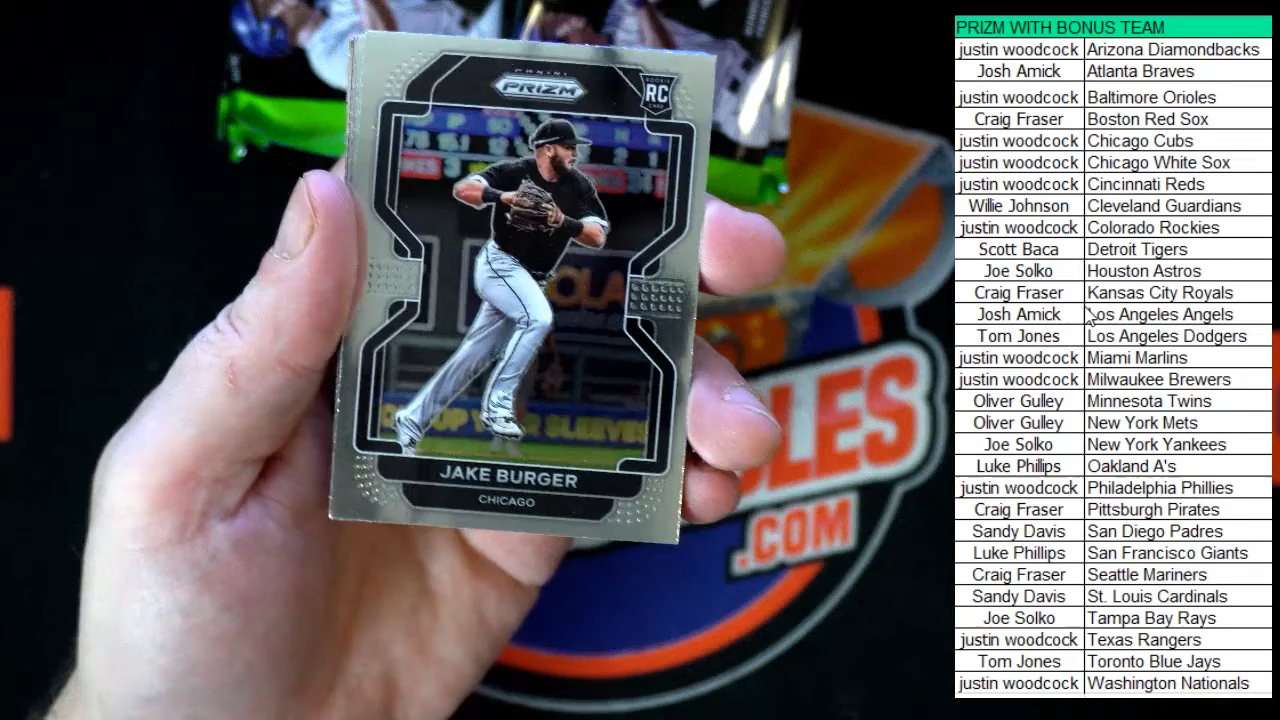 PANINI
PRIZM
ROOKIE
RC
CARD
JAKE BURGER
CHICAGO
.COM
PRIZM WITH BONUS TEAM
justin woodcock Arizona Diamondbacks
Josh Amick Atlanta Braves
justin woodcock Baltimore Orioles
Craig Fraser Boston Red Sox
justin woodcock Chicago Cubs
justin woodcock Chicago White Sox
justin woodcock Cincinnati Reds
Willie Johnson Cleveland Guardians
justin woodcock Colorado Rockies
Scott Baca Detroit Tigers
Joe Solko Houston Astros
Craig Fraser Kansas City Royals
Josh Amick Los Angeles Angels
Tom Jones Los Angeles Dodgers
justin woodcock Miami Marlins
justin woodcock Milwaukee Brewers
Oliver Gulley Minnesota Twins
Oliver Gulley New York Mets
Joe Solko New York Yankees
Luke Phillips Oakland A's
justin woodcock Philadelphia Phillies
Craig Fraser Pittsburgh Pirates
Sandy Davis San Diego Padres
Luke Phillips San Francisco Giants
Craig Fraser Seattle Mariners
Sandy Davis St. Louis Cardinals
Joe Solko Tampa Bay Rays
justin woodcock Texas Rangers
Tom Jones Toronto Blue Jays
justin woodcock Washington Nationals